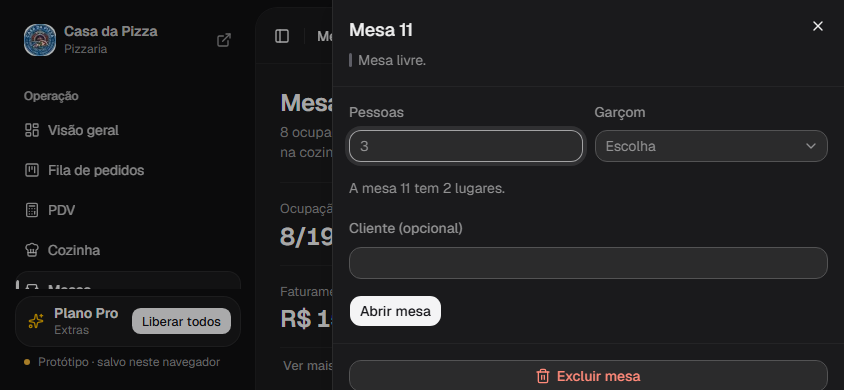 Casa da Pizza
Pizzaria
Operação
Visão geral
Fila de pedidos
PDV
Cozinha
Plano Pro
Extras
Liberar todos
Protótipo · salvo neste navegador
8 ocupa
na cozin
Ocupação
8/19
R$ 1
Ver mais
Mesa 11
Mesa livre.
Pessoas
Garçom
3
Escolha
A mesa 11 tem 2 lugares.
Cliente (opcional)
Abrir mesa
Excluir mesa